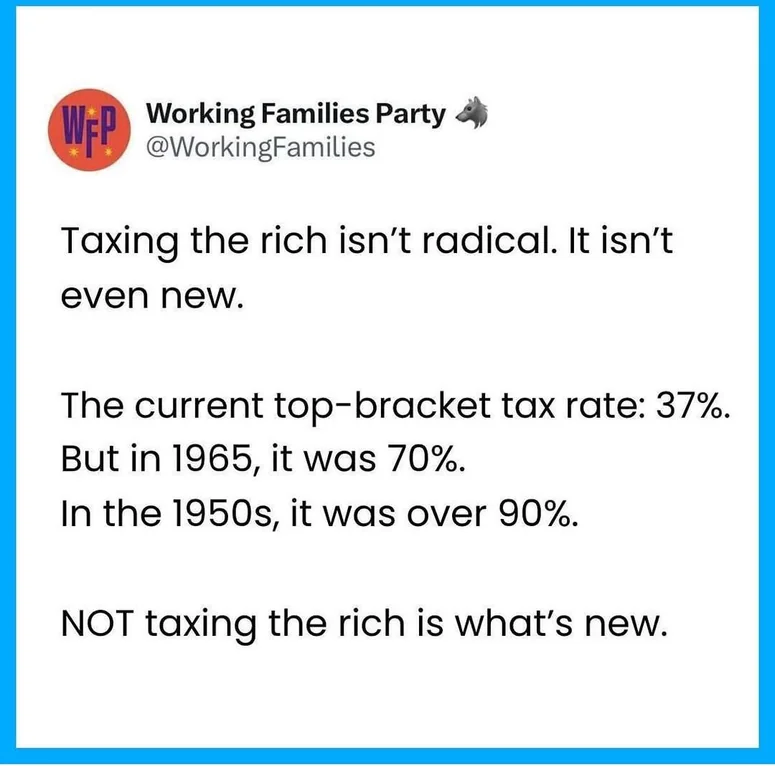 WFP
Working Families Party 🐺
@WorkingFamilies
Taxing the rich isn’t radical. It isn’t
even new.
The current top-bracket tax rate: 37%.
But in 1965, it was 70%.
In the 1950s, it was over 90%.
NOT taxing the rich is what’s new.